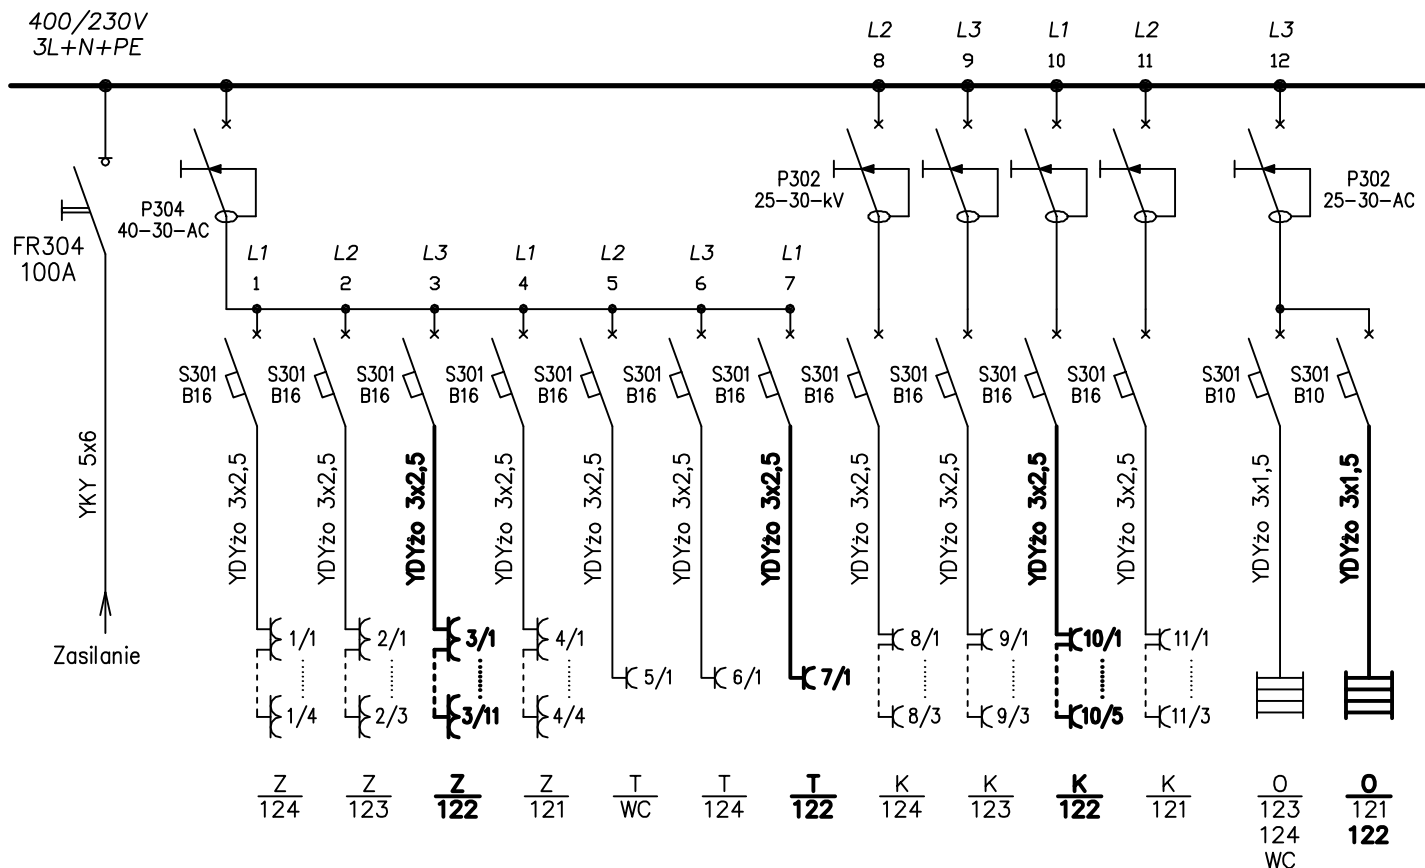 400/230V
3L+N+PE
L2 L3 L1 L2 L3
8 9 10 11 12
P304
40-30-AC
P302
25-30-kV
P302
25-30-AC
FR304
100A
L1 L2 L3 L1 L2 L3 L1
1 2 3 4 5 6 7
S301 S301 S301 S301 S301 S301 S301 S301 S301 S301 S301 S301 S301
B16 B16 B16 B16 B16 B16 B16 B16 B16 B16 B16 B10 B10
YKY 5x6
YDYżo 3x2,5
YDYżo 3x2,5
YDYżo 3x2,5
YDYżo 3x2,5
YDYżo 3x2,5
YDYżo 3x2,5
YDYżo 3x2,5
YDYżo 3x2,5
YDYżo 3x2,5
YDYżo 3x2,5
YDYżo 3x2,5
YDYżo 3x1,5
YDYżo 3x1,5
Zasilanie
1/1 2/1 3/1 4/1 8/1 9/1 10/1 11/1
5/1 6/1 7/1
1/4 2/3 3/11 4/4 8/3 9/3 10/5 11/3
Z Z Z Z T T T K K K K O O
124 123 122 121 WC 124 122 124 123 122 121 123 121
124 122
WC